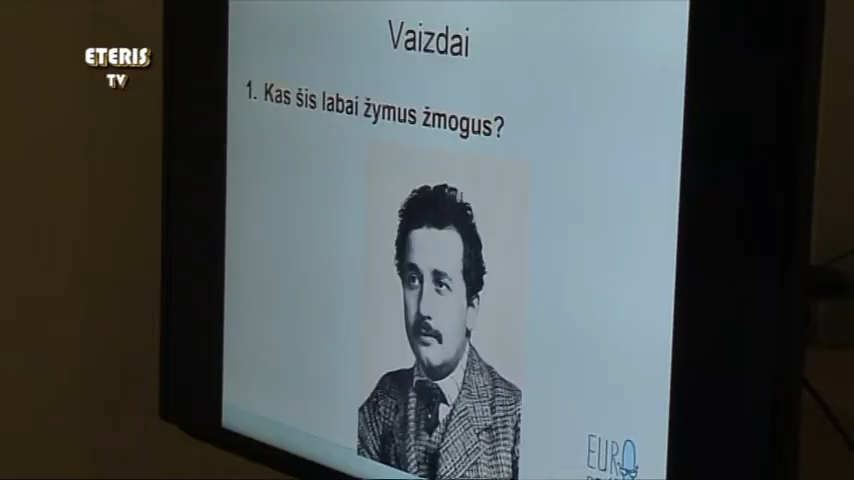 ETERIS
TV
Vaizdai
1. Kas šis labai žymus žmogus?
EURO